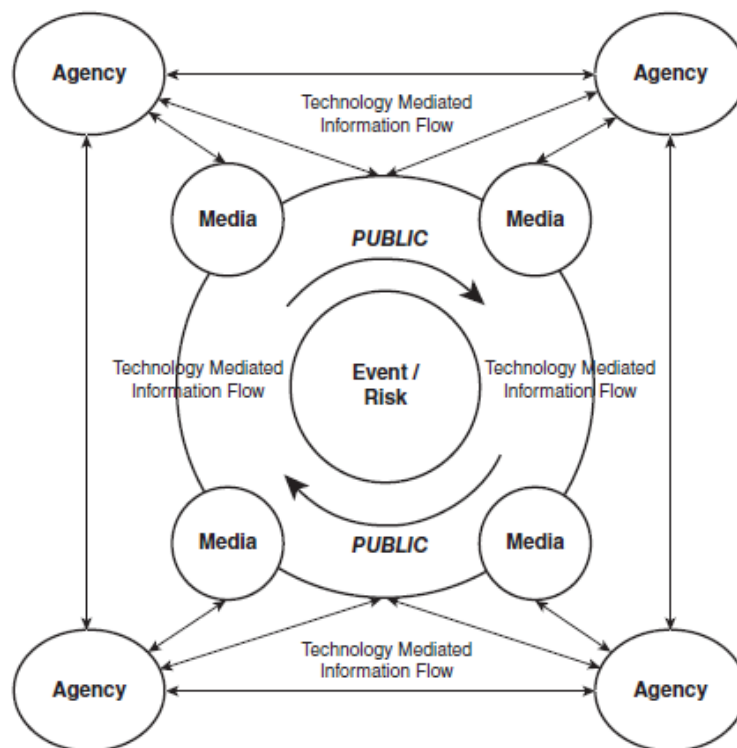 Agency
Agency
Technology Mediated
Information Flow
Media
Media
PUBLIC
Technology Mediated
Information Flow
Event /
Risk
Technology Mediated
Information Flow
Media
Media
PUBLIC
Technology Mediated
Information Flow
Agency
Agency